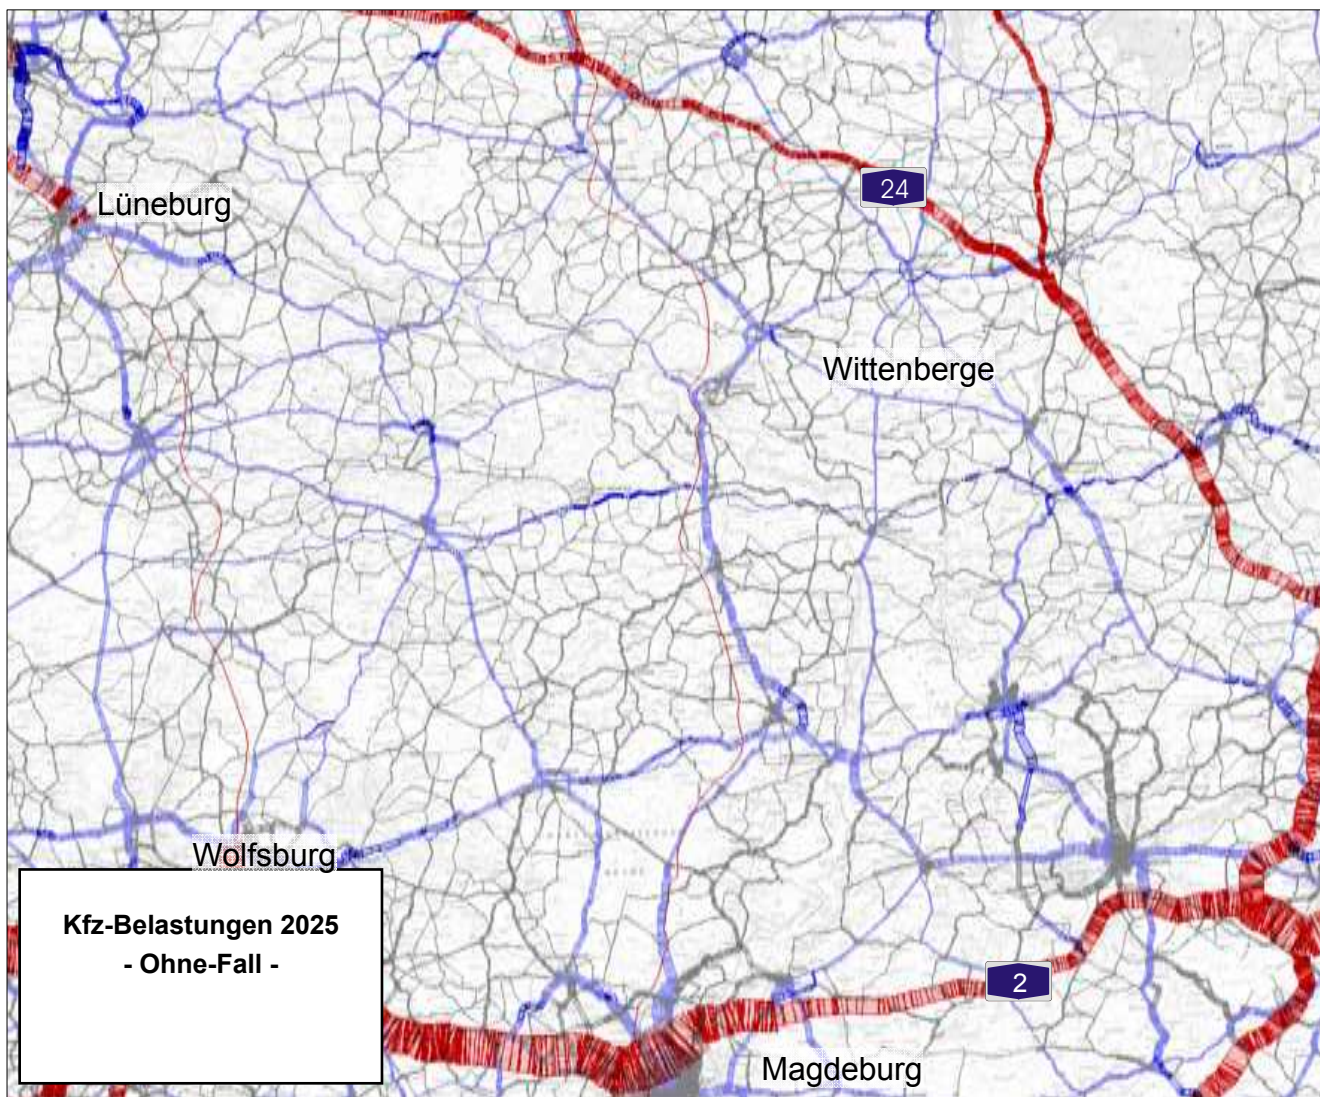 24
Lüneburg
Wittenberge
Wolfsburg
Kfz-Belastungen 2025
- Ohne-Fall -
2
Magdeburg